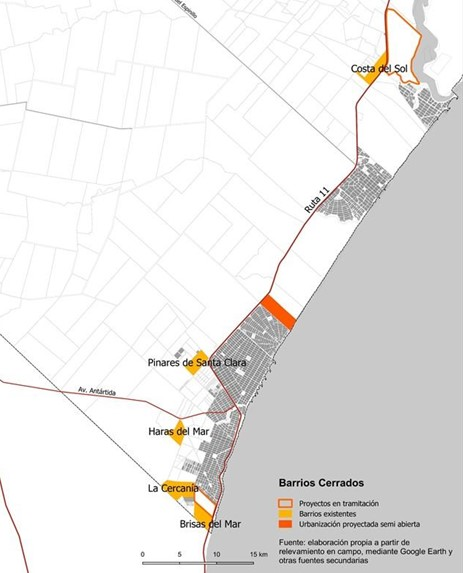 del Espinillo
Costa del Sol
Ruta 11
Pinares de Santa Clara
Av. Antártida
Haras del Mar
La Cercanía
Brisas del Mar
Barrios Cerrados
Proyectos en tramitación
Barrios existentes
Urbanización proyectada semi abierta
Fuente: elaboración propia a partir de
relevamiento en campo, mediante Google Earth y
otras fuentes secundarias
0 5 10 15 km